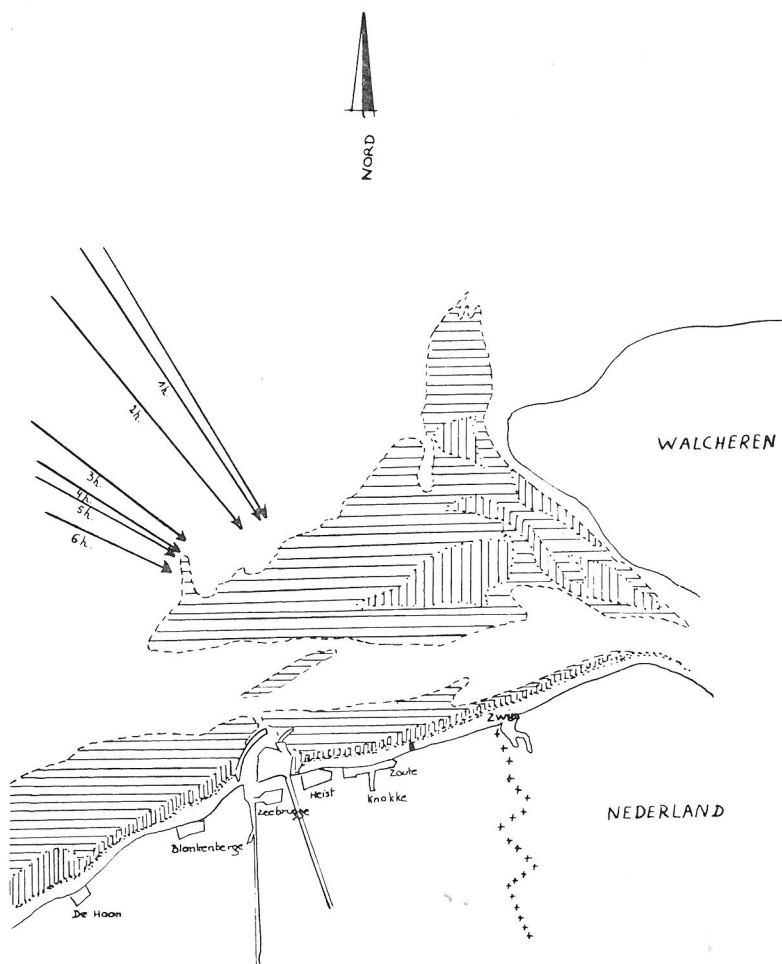 NORD
1h.
2h.
3h.
4h.
5h.
6h.
WALCHEREN
Zwin
Zoute
Knokke
Heist
Zeebrugge
Blankenberge
De Haan
NEDERLAND